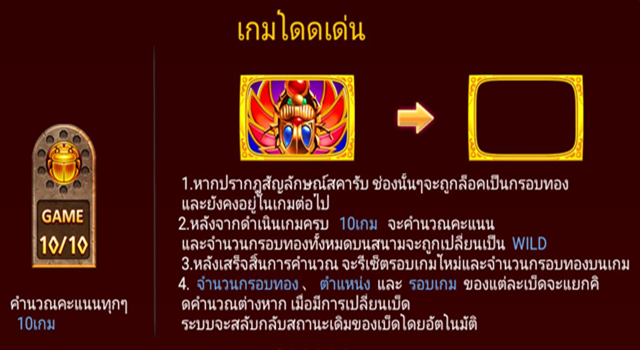 เกมโดดเด่น
GAME
10/10
คำนวณคะแนนทุกๆ
10เกม
1.หากปรากฏสัญลักษณ์สคารับ ช่องนั้นๆจะถูกล็อคเป็นกรอบทอง
และยังคงอยู่ในเกมต่อไป
2.หลังจากดำเนินเกมครบ 10เกม จะคำนวณคะแนน
และจำนวนกรอบทองทั้งหมดบนสนามจะถูกเปลี่ยนเป็น WILD
3.หลังเสร็จสิ้นการคำนวณ จะรีเซ็ตรอบเกมใหม่และจำนวนกรอบทองบนเกม
4. จำนวนกรอบทอง 、 ตำแหน่ง และ รอบเกม ของแต่ละเบ็ดจะแยกคิ
ดคำนวณต่างหาก เมื่อมีการเปลี่ยนเบ็ด
ระบบจะสลับกลับสถานะเดิมของเบ็ดโดยอัตโนมัติ